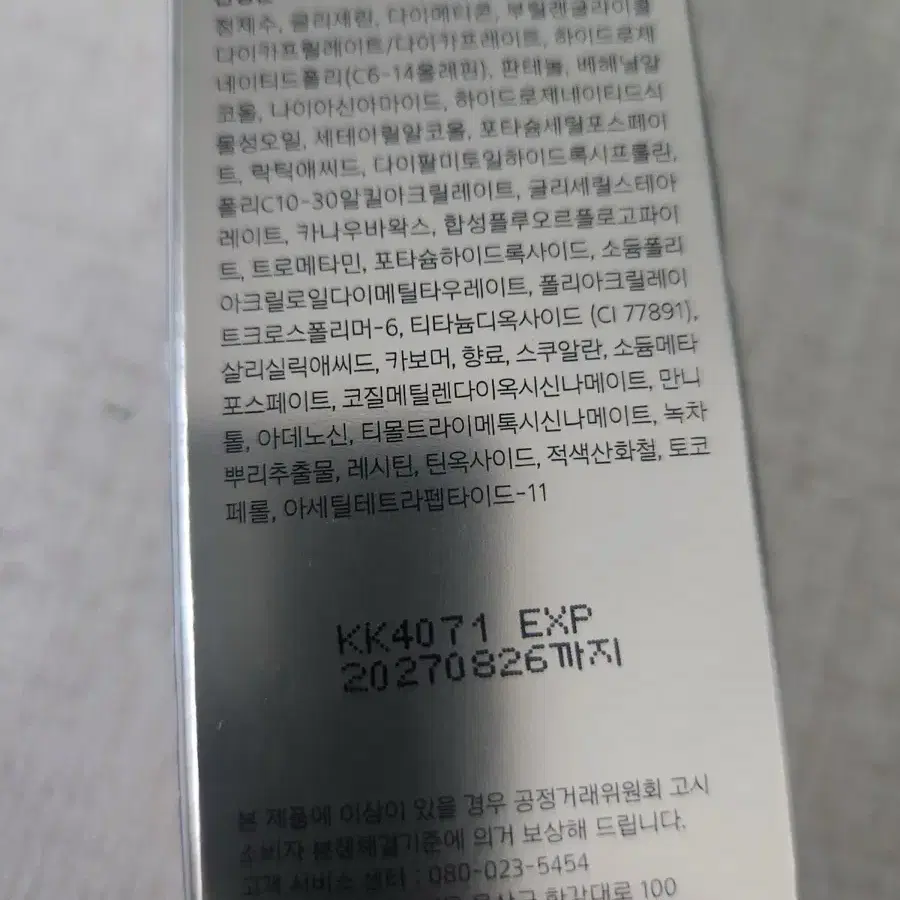 정제수, 글리세린, 다이메티콘, 부틸렌글라이콜
다이카프릴레이트/다이카프레이트, 하이드로제
네이티드폴리(C6-14올레핀), 판테놀, 베헤닐알
코올, 나이아신아마이드, 하이드로제네이티드식
물성오일, 세테아릴알코올, 포타슘세틸포스페이
트, 락틱애씨드, 다이팔미토일하이드록시프롤린,
폴리C10-30알킬아크릴레이트, 글리세릴스테아
레이트, 카나우바왁스, 합성플루오르플로고파이
트, 트로메타민, 포타슘하이드록사이드, 소듐폴리
아크릴로일다이메틸타우레이트, 폴리아크릴레이
트크로스폴리머-6, 티타늄디옥사이드 (CI 77891),
살리실릭애씨드, 카보머, 향료, 스쿠알란, 소듐메타
포스페이트, 코질메틸렌다이옥시신나메이트, 만니
톨, 아데노신, 티몰트라이메톡시신나메이트, 녹차
뿌리추출물, 레시틴, 틴옥사이드, 적색산화철, 토코
페롤, 아세틸테트라펩타이드-11
KK4071 EXP
20270826까지
본 제품에 이상이 있을 경우 공정거래위원회 고시
소비자 분쟁해결기준에 의거 보상해 드립니다.
고객 서비스 센터 : 080-023-5454
용산구 한강대로 100